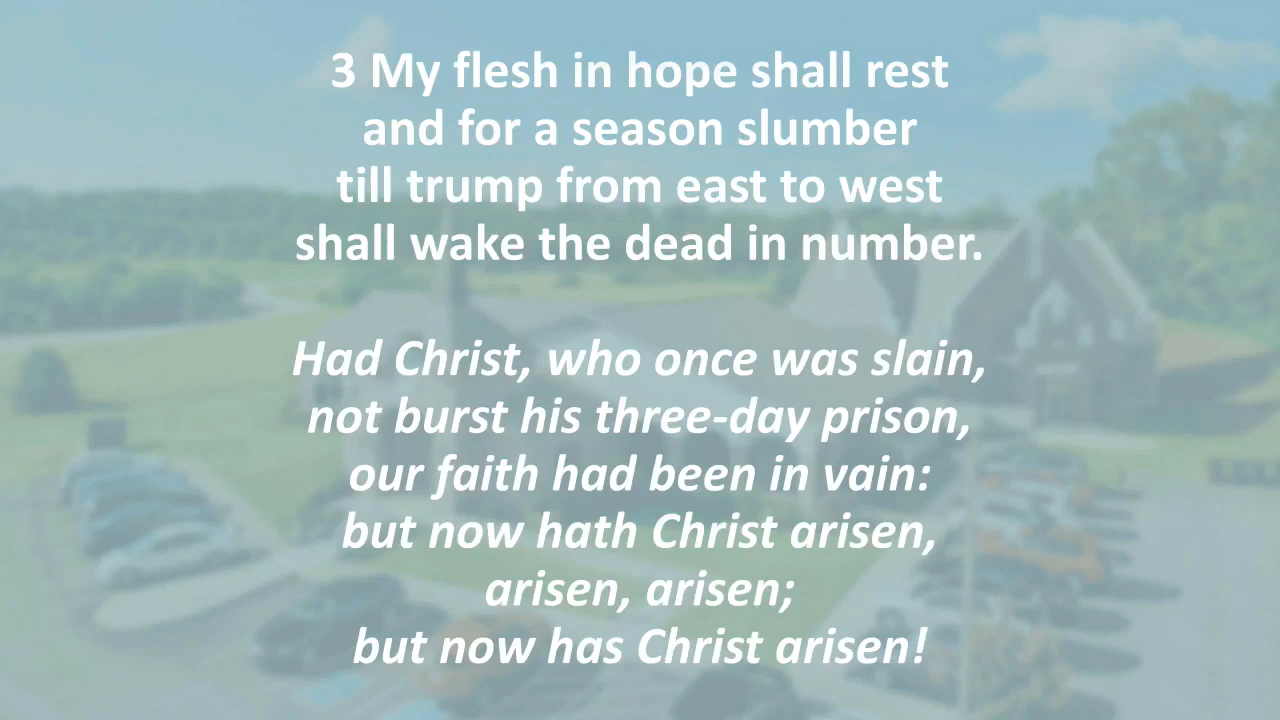 3 My flesh in hope shall rest
and for a season slumber
till trump from east to west
shall wake the dead in number.
Had Christ, who once was slain,
not burst his three-day prison,
our faith had been in vain:
but now hath Christ arisen,
arisen, arisen;
but now has Christ arisen!